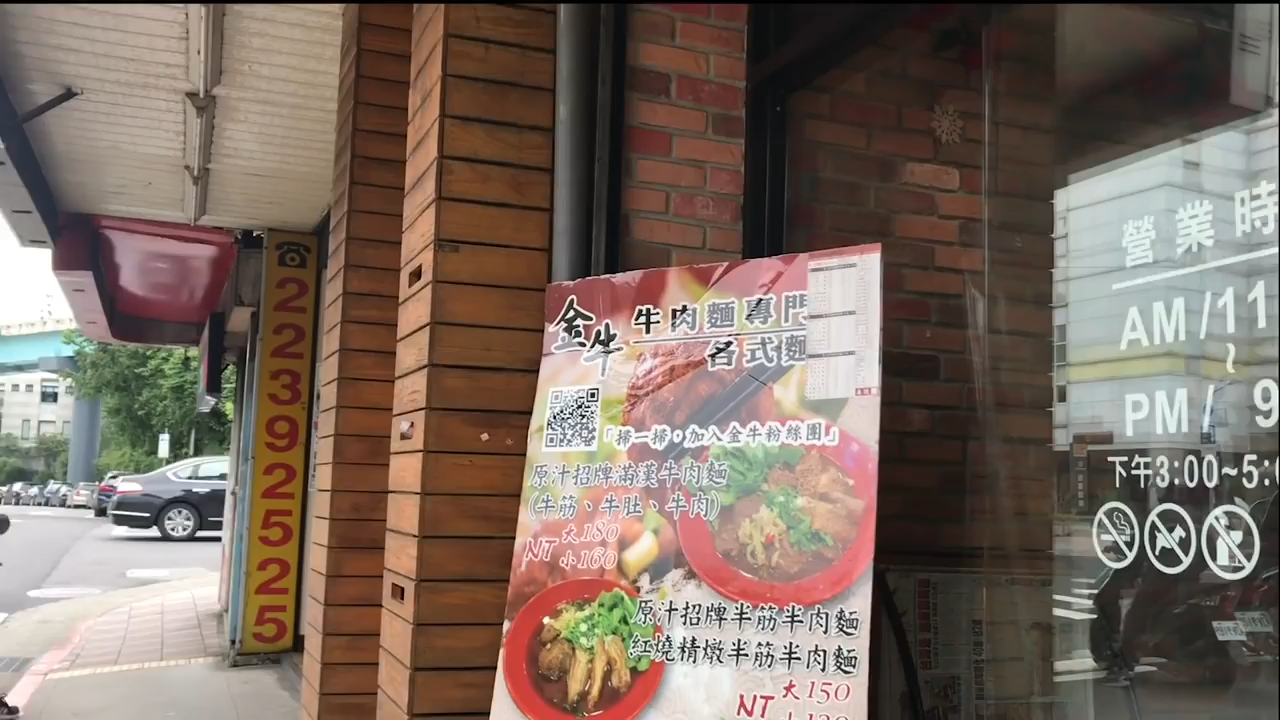 22392525
金牛
牛肉麵專門
各式麵
「掃一掃,加入金牛粉絲團」
原汁招牌滿漢牛肉麵
(牛筋、牛肚、牛肉)
NT
大180
小160
原汁招牌半筋半肉麵
紅燒精燉半筋半肉麵
NT
大150
營業時
AM/11
~
PM/ 9
下午3:00~5: